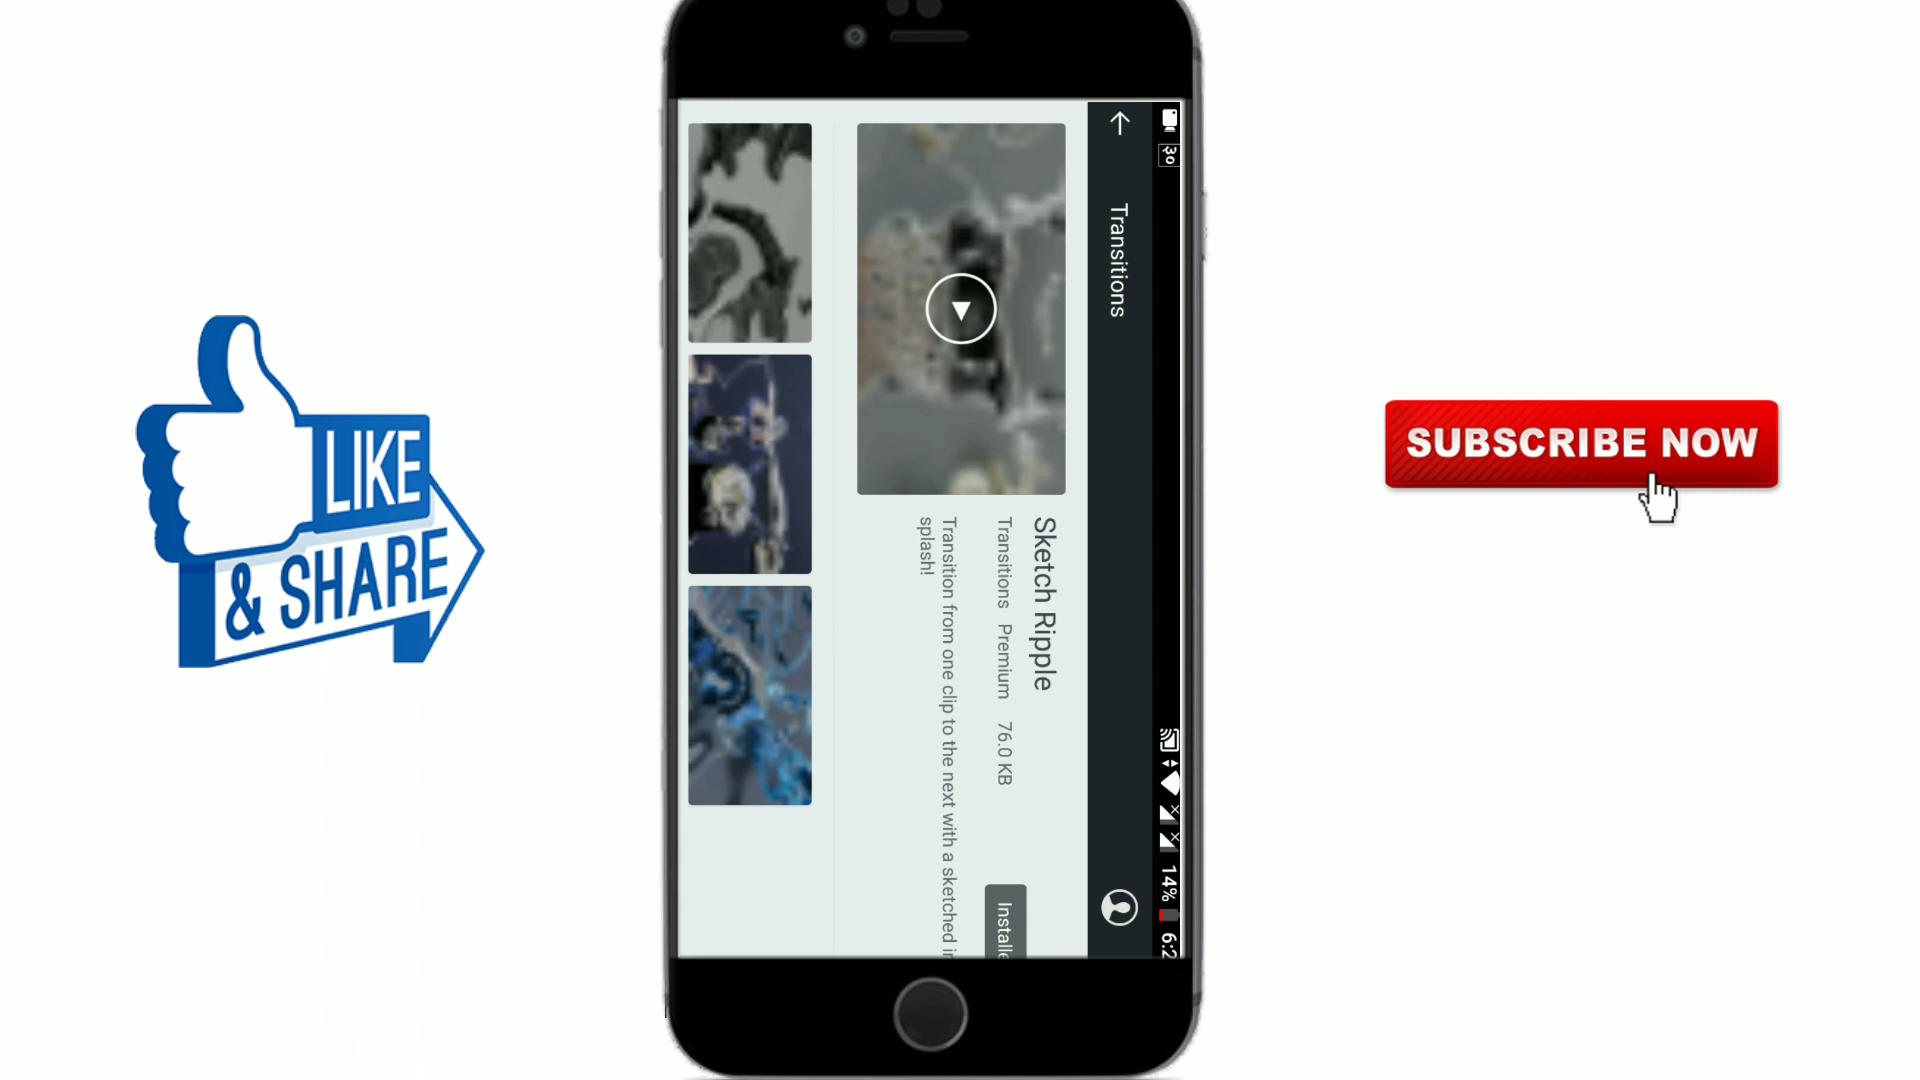 LIKE
& SHARE
Transitions
Sketch Ripple
Transitions Premium 76.0 KB
Transition from one clip to the next with a sketched
splash!
14%
SUBSCRIBE NOW